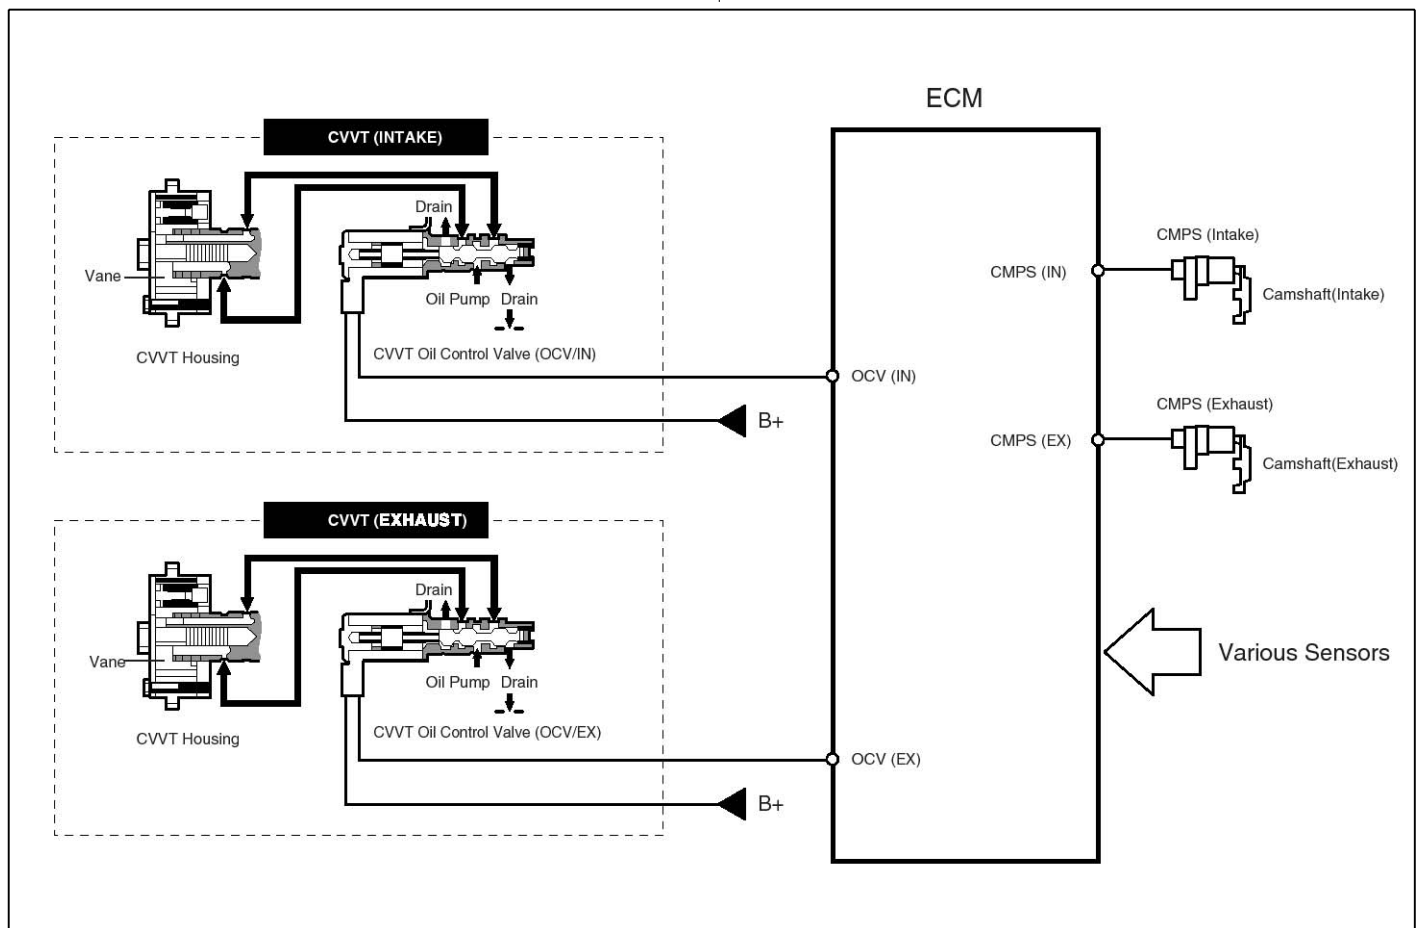 ECM
CVVT (INTAKE)
Drain
Vane
Oil Pump Drain
CVVT Housing
CVVT Oil Control Valve (OCV/IN)
B+
OCV (IN)
CMPS (IN)
CMPS (Intake)
Camshaft(Intake)
CMPS (EX)
CMPS (Exhaust)
Camshaft(Exhaust)
CVVT (EXHAUST)
Drain
Vane
Oil Pump Drain
CVVT Housing
CVVT Oil Control Valve (OCV/EX)
B+
OCV (EX)
Various Sensors